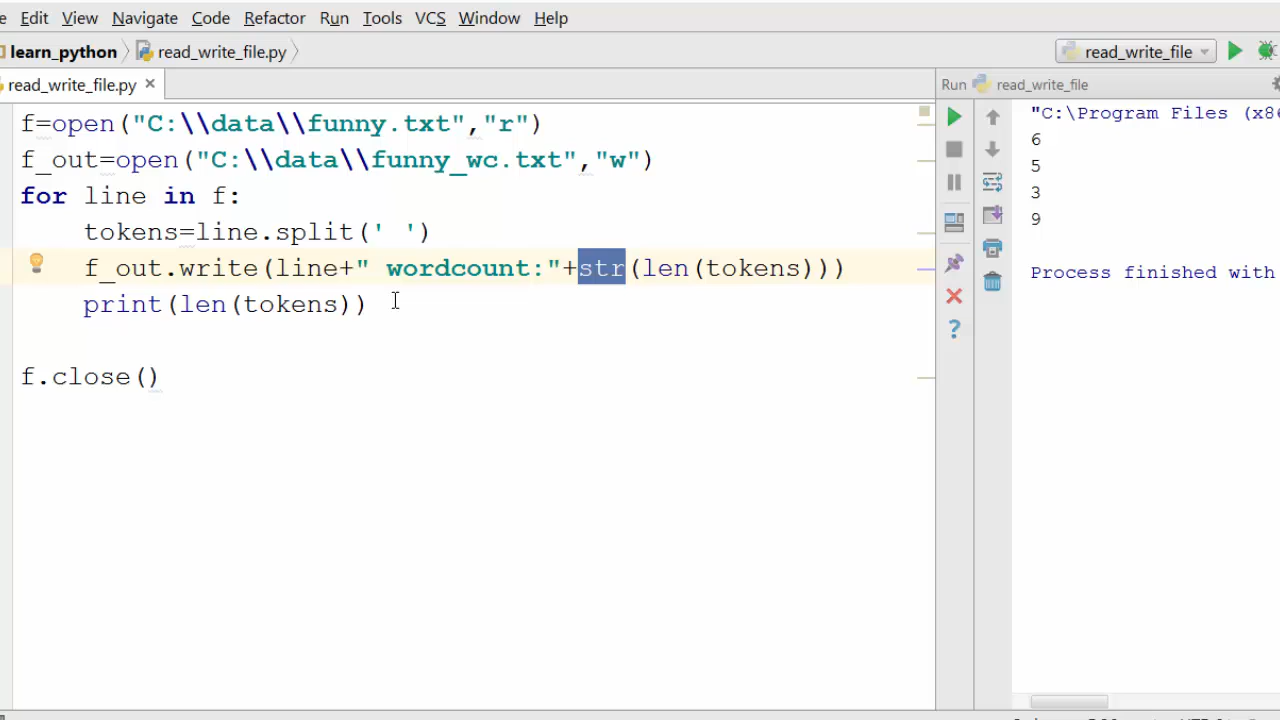 Edit View Navigate Code Refactor Run Tools VCS Window Help
learn_python read_write_file.py read_write_file
read_write_file.py
Run read_write_file
f=open("C:\\data\\funny.txt","r")
f_out=open("C:\\data\\funny_wc.txt","w")
for line in f:
    tokens=line.split(' ')
    f_out.write(line+" wordcount:"+str(len(tokens)))
    print(len(tokens))
f.close()
"C:\Program Files (x86
6
5
3
9
Process finished with